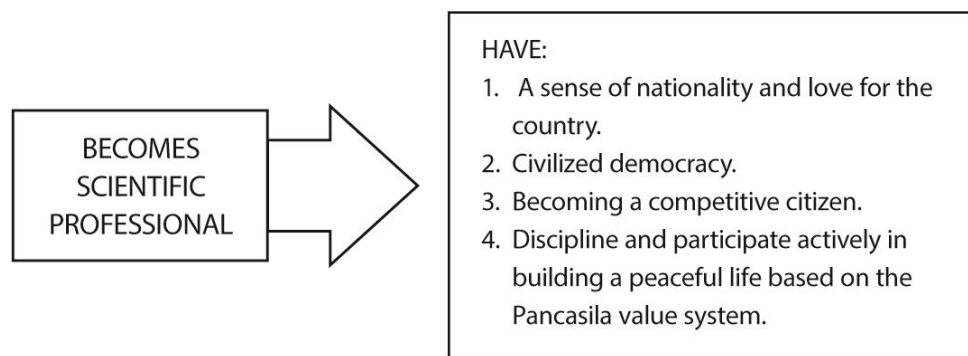 BECOMES
SCIENTIFIC
PROFESSIONAL
HAVE:
1. A sense of nationality and love for the
country.
2. Civilized democracy.
3. Becoming a competitive citizen.
4. Discipline and participate actively in
building a peaceful life based on the
Pancasila value system.